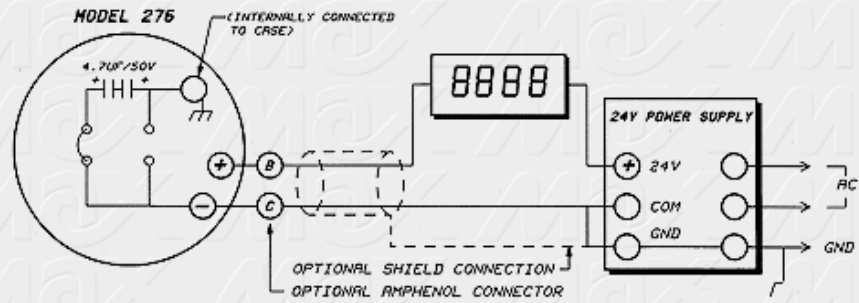 MODEL 276
(INTERNALLY CONNECTED
TO CASE)
4.7UF/50V
+ +
8888
24V POWER SUPPLY
+ B
+ 24V
AC
- C
COM
GND
GND
OPTIONAL SHIELD CONNECTION
OPTIONAL AMPHENOL CONNECTOR